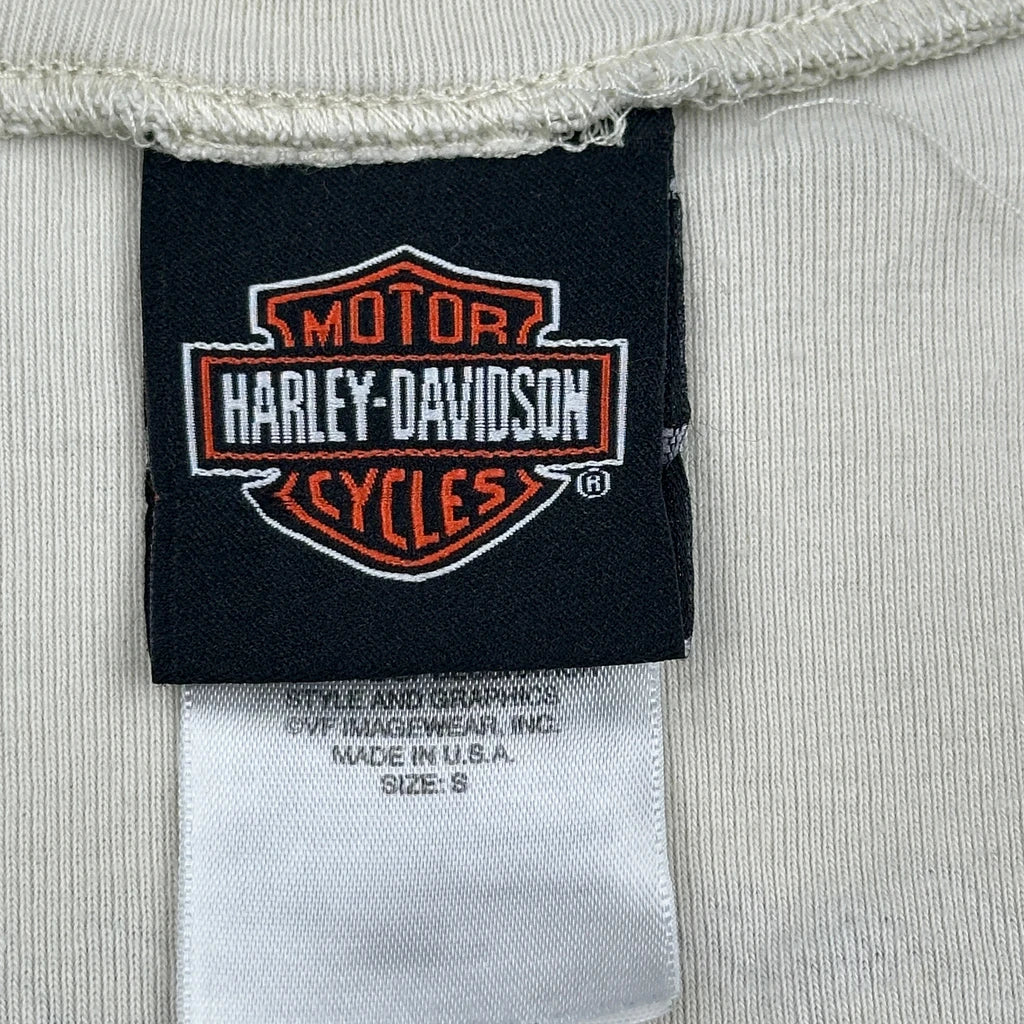 MOTOR
HARLEY-DAVIDSON
CYCLES
®
STYLE AND GRAPHICS
©VF IMAGEWEAR, INC.
MADE IN U.S.A.
SIZE: S